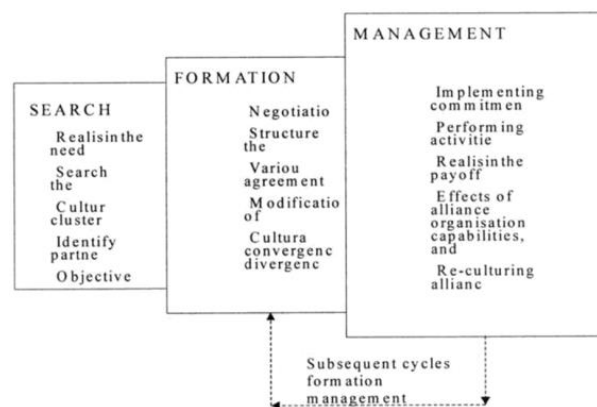 MANAGEMENT
Implementing
commitmen
Performing
activitie
Realisinthe
payoff
Effects of
alliance
organisation
capabilities,
and
Re-culturing
allianc
FORMATION
Negotiatio
Structure
the
Variou
agreement
Modificatio
of
Cultura
convergenc
divergenc
SEARCH
Realisinthe
need
Search
the
Cultur
cluster
Identify
partne
Objective
Subsequent cycles
formation
management